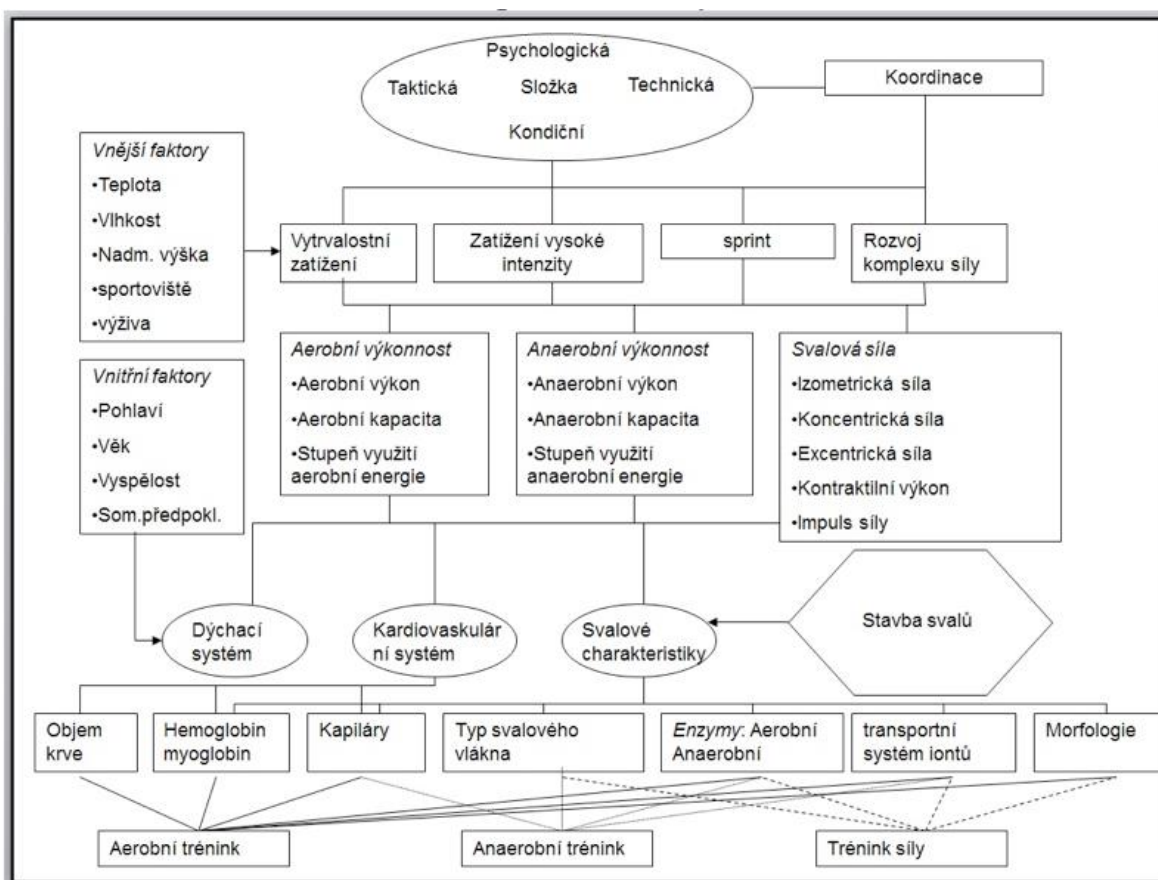 Psychologická
Taktická Složka Technická
Kondiční
Koordinace
Vnější faktory
•Teplota
•Vlhkost
•Nadm. výška
•sportoviště
•výživa
Vytrvalostní
zatížení
Zatížení vysoké
intenzity
sprint
Rozvoj
komplexu síly
Vnitřní faktory
•Pohlaví
•Věk
•Vyspělost
•Som.předpokl.
Aerobní výkonnost
•Aerobní výkon
•Aerobní kapacita
•Stupeň využití
aerobní energie
Anaerobní výkonnost
•Anaerobní výkon
•Anaerobní kapacita
•Stupeň využití
anaerobní energie
Svalová síla
•Izometrická síla
•Koncentrická síla
•Excentrická síla
•Kontraktilní výkon
•Impuls síly
Dýchací
systém
Kardiovaskulár
ní systém
Svalové
charakteristiky
Stavba svalů
Objem
krve
Hemoglobin
myoglobin
Kapiláry
Typ svalového
vlákna
Enzymy: Aerobní
Anaerobní
transportní
systém iontů
Morfologie
Aerobní trénink
Anaerobní trénink
Trénink síly